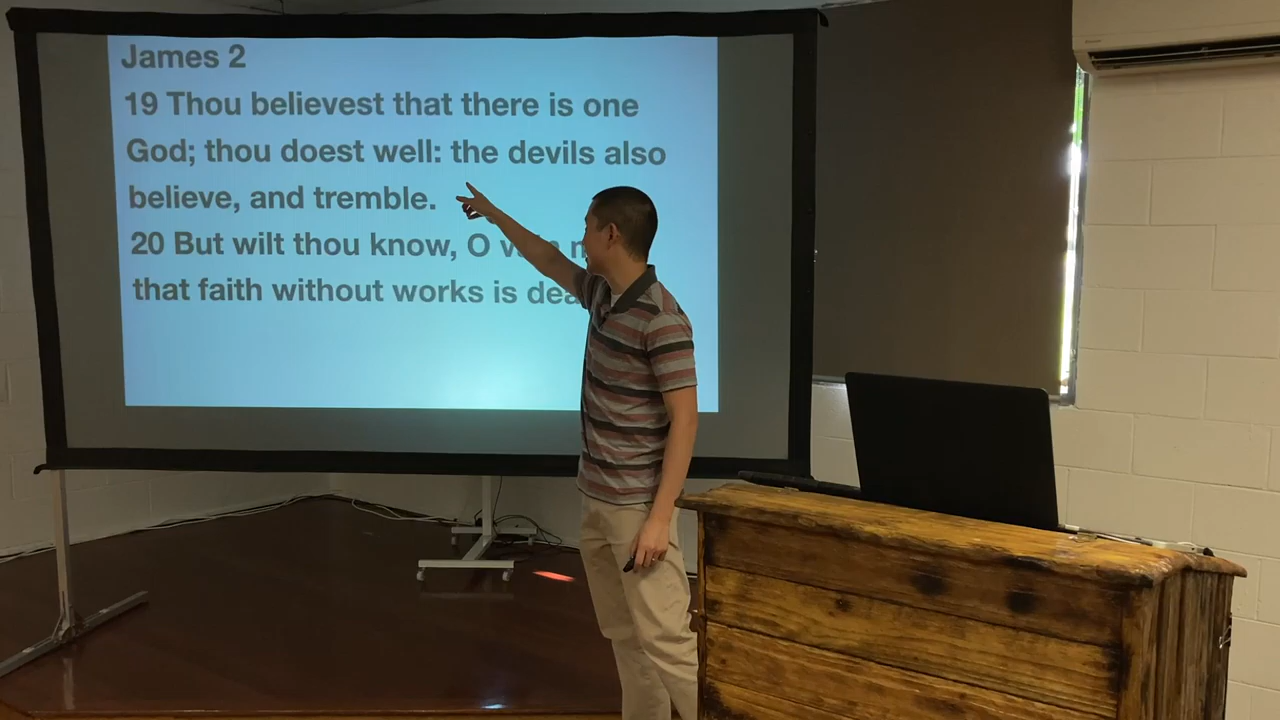 James 2
19 Thou believest that there is one
God; thou doest well: the devils also
believe, and tremble.
20 But wilt thou know, O
that faith without works is